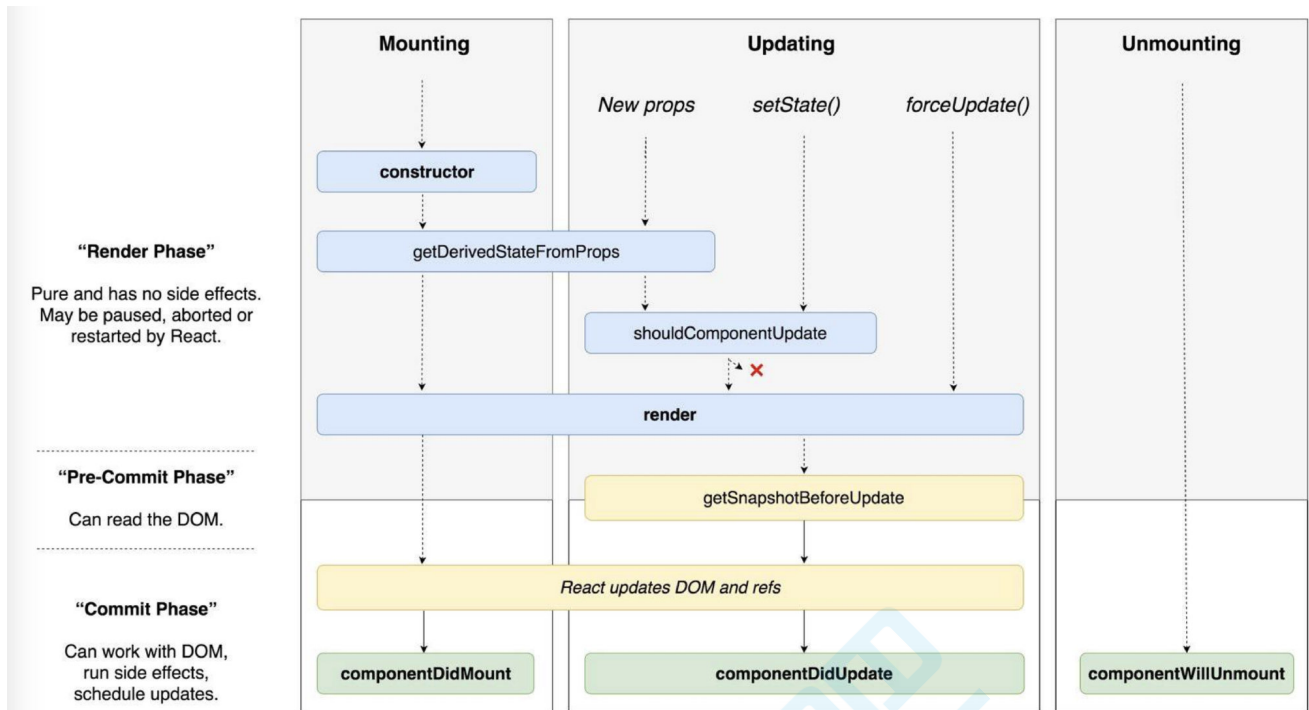 Mounting
Updating
Unmounting
New props
setState()
forceUpdate()
constructor
“Render Phase”
Pure and has no side effects.
May be paused, aborted or
restarted by React.
getDerivedStateFromProps
shouldComponentUpdate
render
“Pre-Commit Phase”
Can read the DOM.
getSnapshotBeforeUpdate
React updates DOM and refs
“Commit Phase”
Can work with DOM,
run side effects,
schedule updates.
componentDidMount
componentDidUpdate
componentWillUnmount